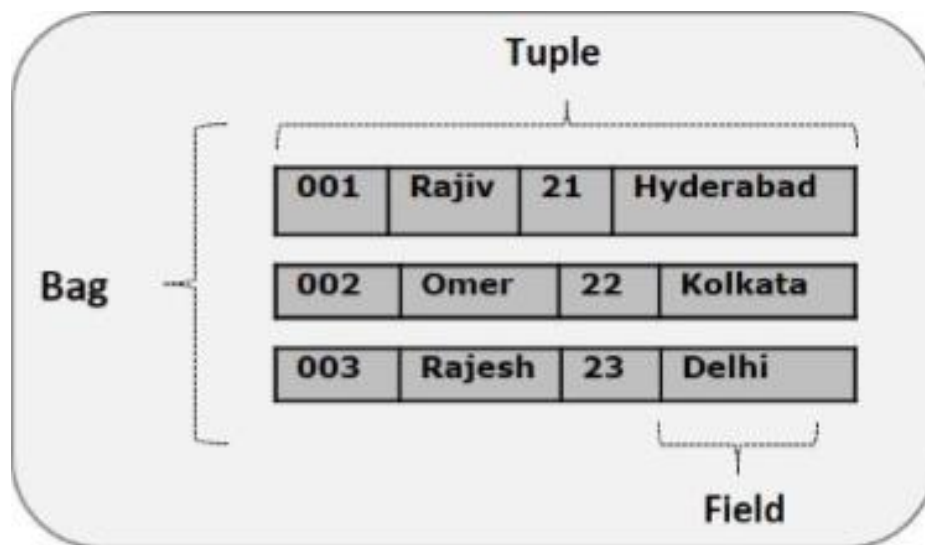 Tuple
001 Rajiv 21 Hyderabad
Bag
002 Omer 22 Kolkata
003 Rajesh 23 Delhi
Field